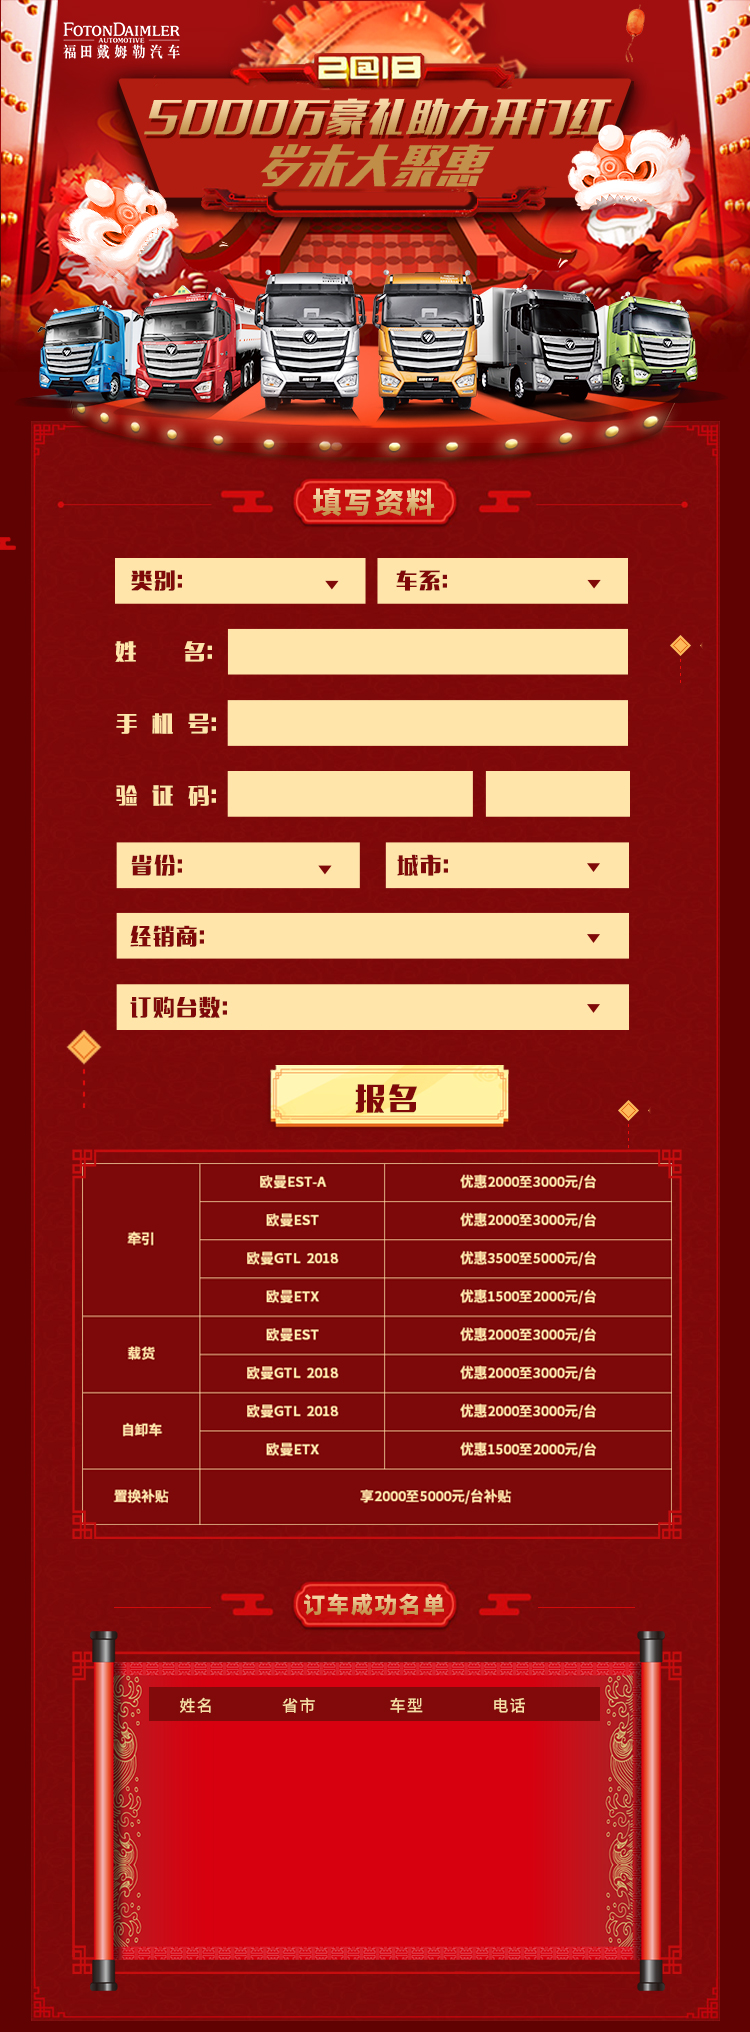 FOTONDAIMLER
AUTOMOTIVE
福田戴姆勒汽车
2018
5000万豪礼助力开门红
岁末大聚惠
填写资料
类别: 车系:
姓 名:
手 机 号:
验 证 码:
省份: 城市:
经销商:
订购台数:
报名
牵引 欧曼EST-A 优惠2000至3000元/台
欧曼EST 优惠2000至3000元/台
欧曼GTL 2018 优惠3500至5000元/台
欧曼ETX 优惠1500至2000元/台
载货 欧曼EST 优惠2000至3000元/台
欧曼GTL 2018 优惠2000至3000元/台
自卸车 欧曼GTL 2018 优惠2000至3000元/台
欧曼ETX 优惠1500至2000元/台
置换补贴 享2000至5000元/台补贴
订车成功名单
姓名 省市 车型 电话